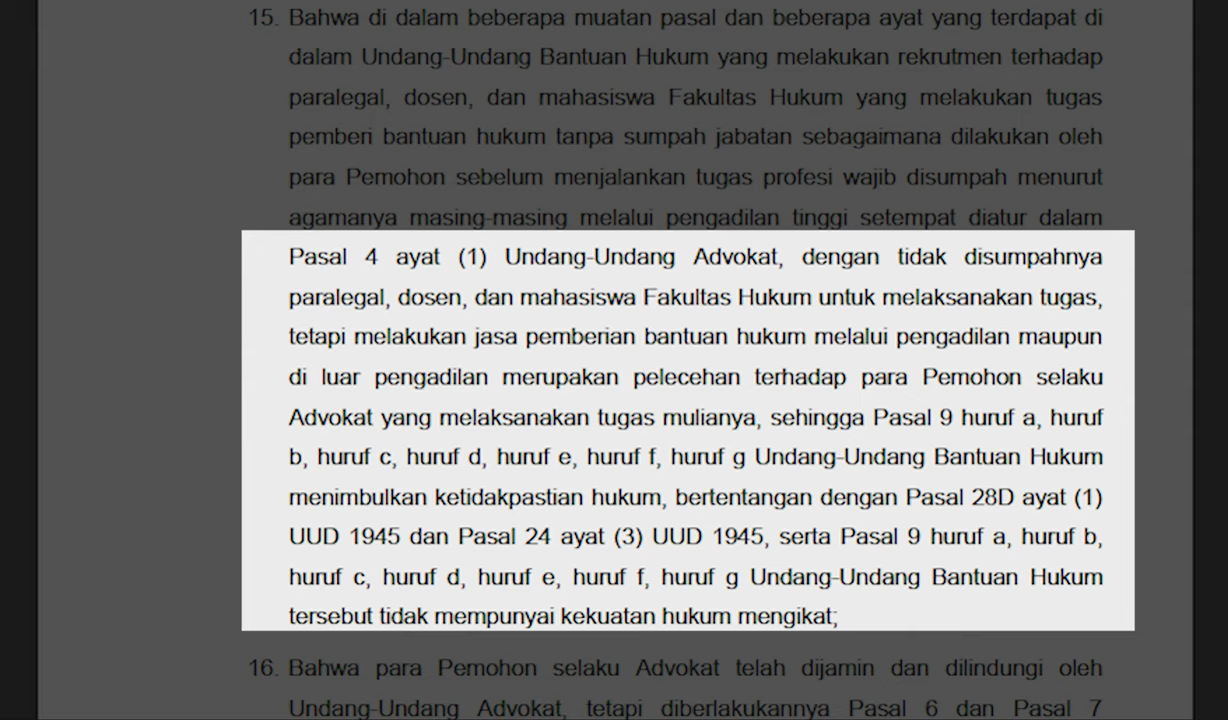 15. Bahwa di dalam beberapa muatan pasal dan beberapa ayat yang terdapat di
dalam Undang-Undang Bantuan Hukum yang melakukan rekrutmen terhadap
paralegal, dosen, dan mahasiswa Fakultas Hukum yang melakukan tugas
pemberi bantuan hukum tanpa sumpah jabatan sebagaimana dilakukan oleh
para Pemohon sebelum menjalankan tugas profesi wajib disumpah menurut
agamanya masing-masing melalui pengadilan tinggi setempat diatur dalam
Pasal 4 ayat (1) Undang-Undang Advokat, dengan tidak disumpahnya
paralegal, dosen, dan mahasiswa Fakultas Hukum untuk melaksanakan tugas,
tetapi melakukan jasa pemberian bantuan hukum melalui pengadilan maupun
di luar pengadilan merupakan pelecehan terhadap para Pemohon selaku
Advokat yang melaksanakan tugas mulianya, sehingga Pasal 9 huruf a, huruf
b, huruf c, huruf d, huruf e, huruf f, huruf g Undang-Undang Bantuan Hukum
menimbulkan ketidakpastian hukum, bertentangan dengan Pasal 28D ayat (1)
UUD 1945 dan Pasal 24 ayat (3) UUD 1945, serta Pasal 9 huruf a, huruf b,
huruf c, huruf d, huruf e, huruf f, huruf g Undang-Undang Bantuan Hukum
tersebut tidak mempunyai kekuatan hukum mengikat;
16. Bahwa para Pemohon selaku Advokat telah dijamin dan dilindungi oleh
Undang-Undang Advokat, tetapi diberlakukannya Pasal 6 dan Pasal 7